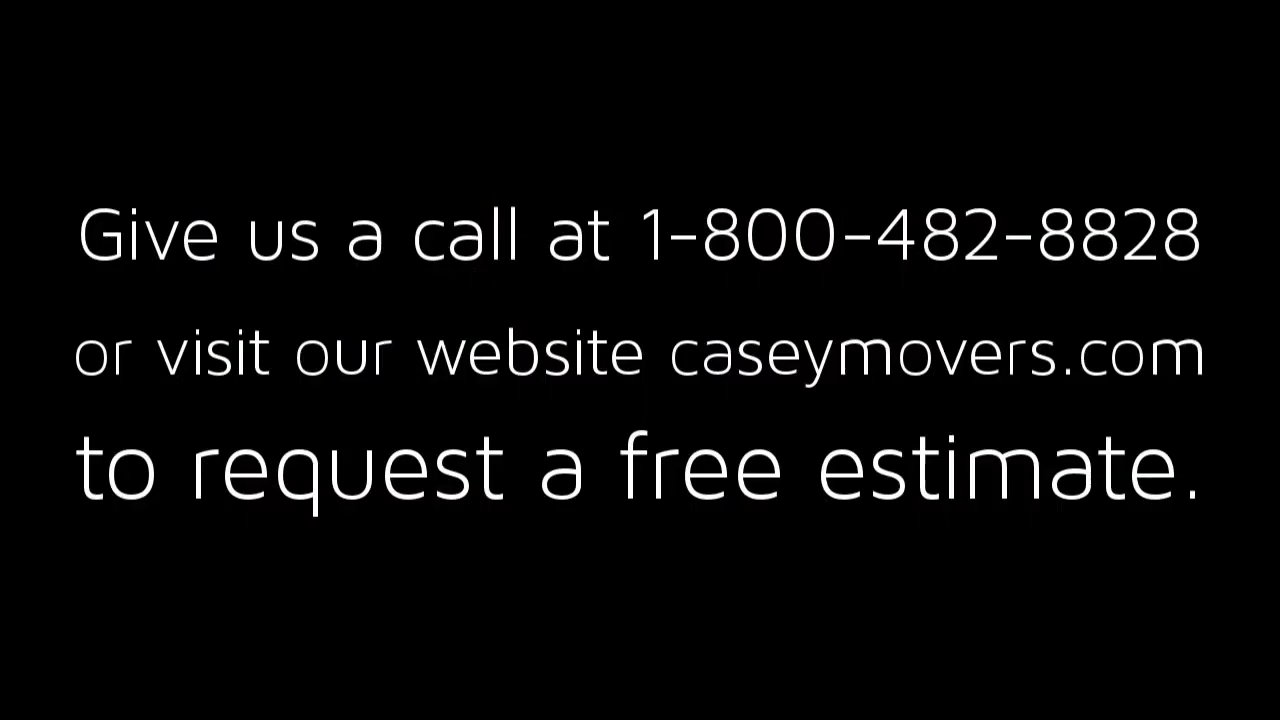 Give us a call at 1-800-482-8828
or visit our website caseymovers.com
to request a free estimate.